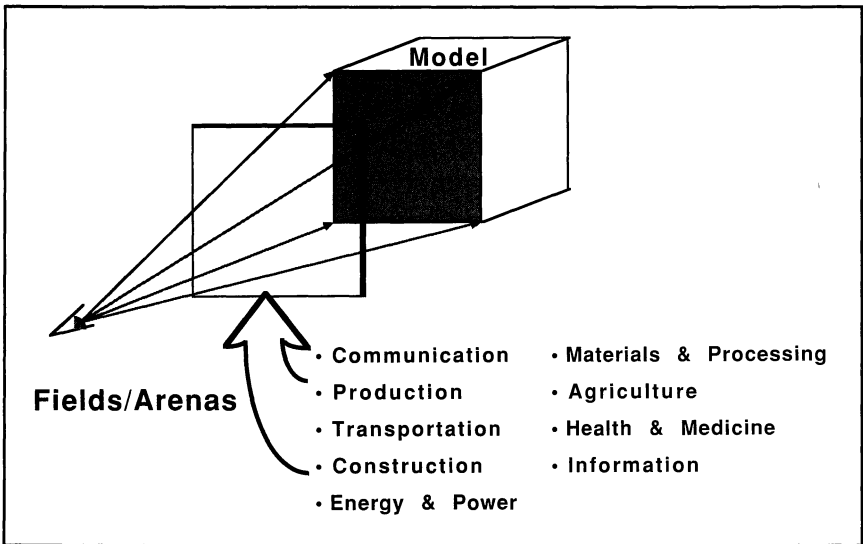 Model
Fields/Arenas
• Communication
• Production
• Transportation
• Construction
• Energy & Power
• Materials & Processing
• Agriculture
• Health & Medicine
• Information